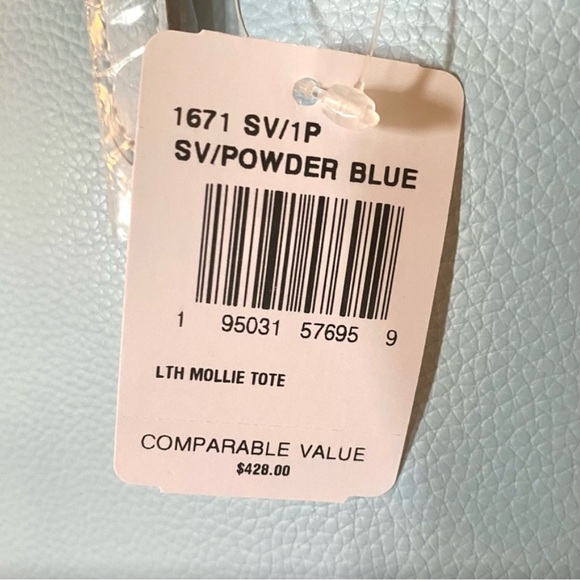 1671 SV/1P
SV/POWDER BLUE
1 95031 57695 9
LTH MOLLIE TOTE
COMPARABLE VALUE
$428.00